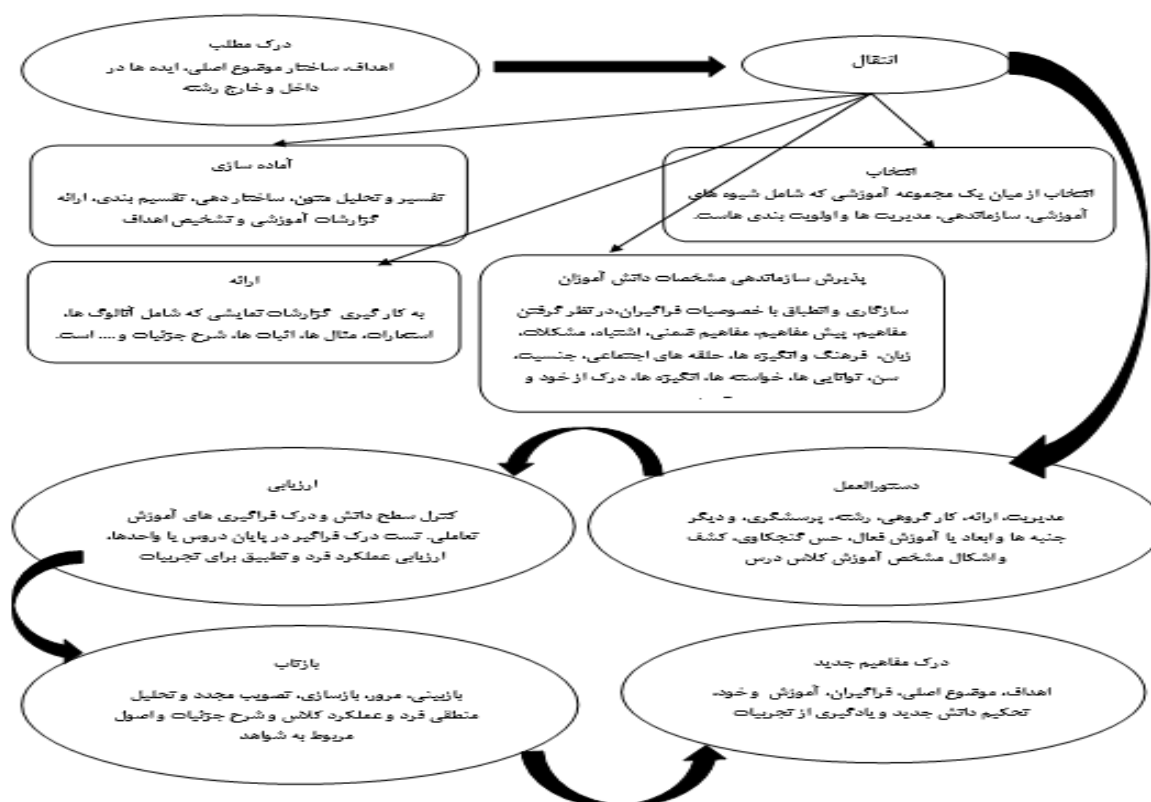 درک مطلب
اهداف، ساختار موضوع اصلی، ایده ها در
داخل و خارج رشته
انتقال
آماده سازی
تفسیر و تحلیل متون، ساختار دهی، تقسیم بندی، ارائه
گزارشات آموزشی و تشخیص اهداف
انتخاب
انتخاب از میان یک مجموعه آموزشی که شامل شیوه های
آموزشی، سازماندهی، مدیریت ها و اولویت بندی هاست.
ارائه
به کار گیری گزارشات نمایشی که شامل آنالوگ ها،
استعارات، مثال ها، اثبات ها، شرح جزئیات و .... است.
پذیرش سازماندهی مشخصات دانش آموزان
سازگاری و انطباق با خصوصیات فراگیران،در نظر گرفتن
مفاهیم، پیش مفاهیم، مفاهیم ضمنی، اشتباه، مشکلات،
زبان، فرهنگ و انگیزه ها، حلقه های اجتماعی، جنسیت،
سن، توانایی ها، خواسته ها، انگیزه ها، درک از خود و
دستورالعمل
مدیریت، ارائه، کار گروهی، رشته، پرسشگری، و دیگر
جنبه ها و ابعاد یا آموزش فعال، حس کنجکاوی، کشف
و اشکال مشخص آموزش کلاس درس
ارزیابی
کنترل سطح دانش و درک فراگیری های آموزش
تعاملی. تست درک فراگیر در پایان دروس یا واحدها،
ارزیابی عملکرد فرد و تطبیق برای تجربیات
بازتاب
بازبینی، مرور، بازسازی، تصویب مجدد و تحلیل
منطقی فرد و عملکرد کلاس و شرح جزئیات و اصول
مربوط به شواهد
درک مفاهیم جدید
اهداف، موضوع اصلی، فراگیران، آموزش و خود،
تحکیم دانش جدید و یادگیری از تجربیات